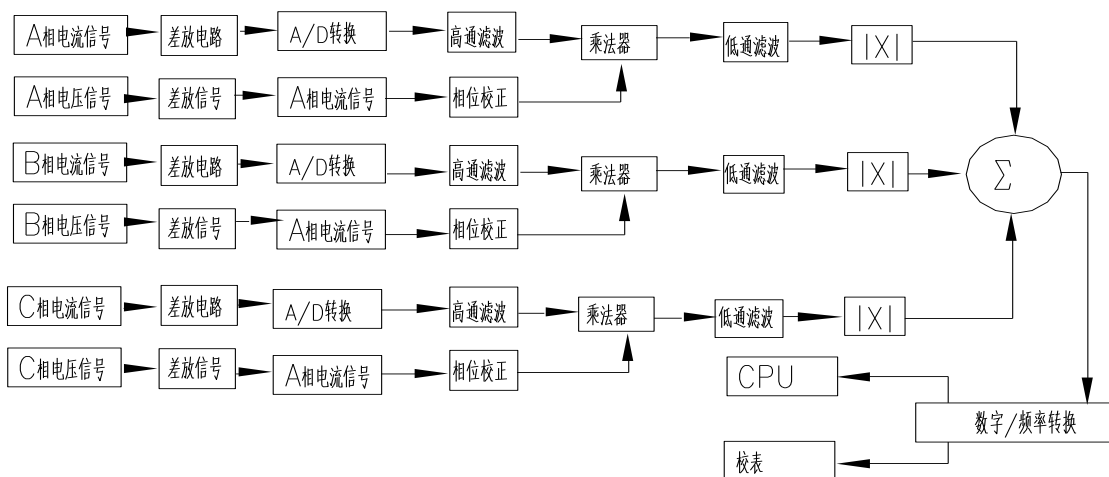 A相电流信号 差放电路 A/D转换 高通滤波 乘法器 低通滤波 |X|
A相电压信号 差放信号 A相电流信号 相位校正
B相电流信号 差放电路 A/D转换 高通滤波 乘法器 低通滤波 |X|
Σ
B相电压信号 差放信号 A相电流信号 相位校正
C相电流信号 差放电路 A/D转换 高通滤波 乘法器 低通滤波 |X|
C相电压信号 差放信号 A相电流信号 相位校正
CPU
数字/频率转换
校表